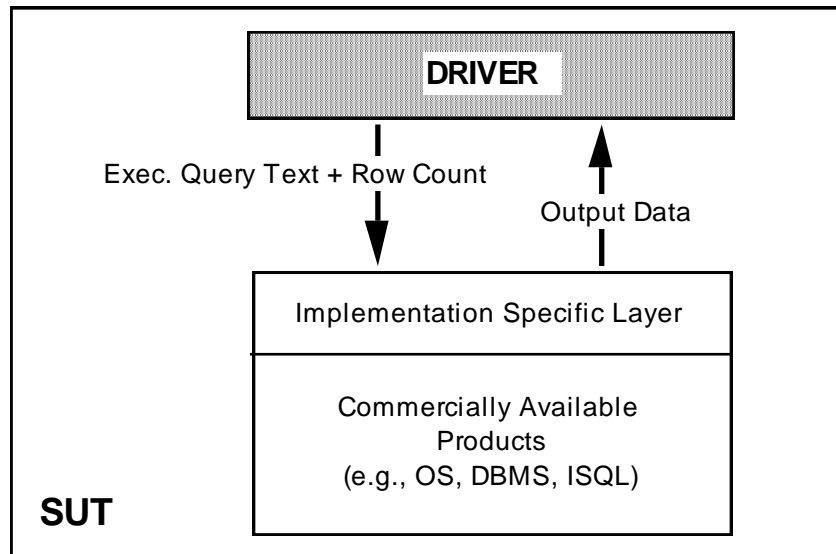 DRIVER
Exec. Query Text + Row Count
Output Data
Implementation Specific Layer
Commercially Available
Products
(e.g., OS, DBMS, ISQL)
SUT